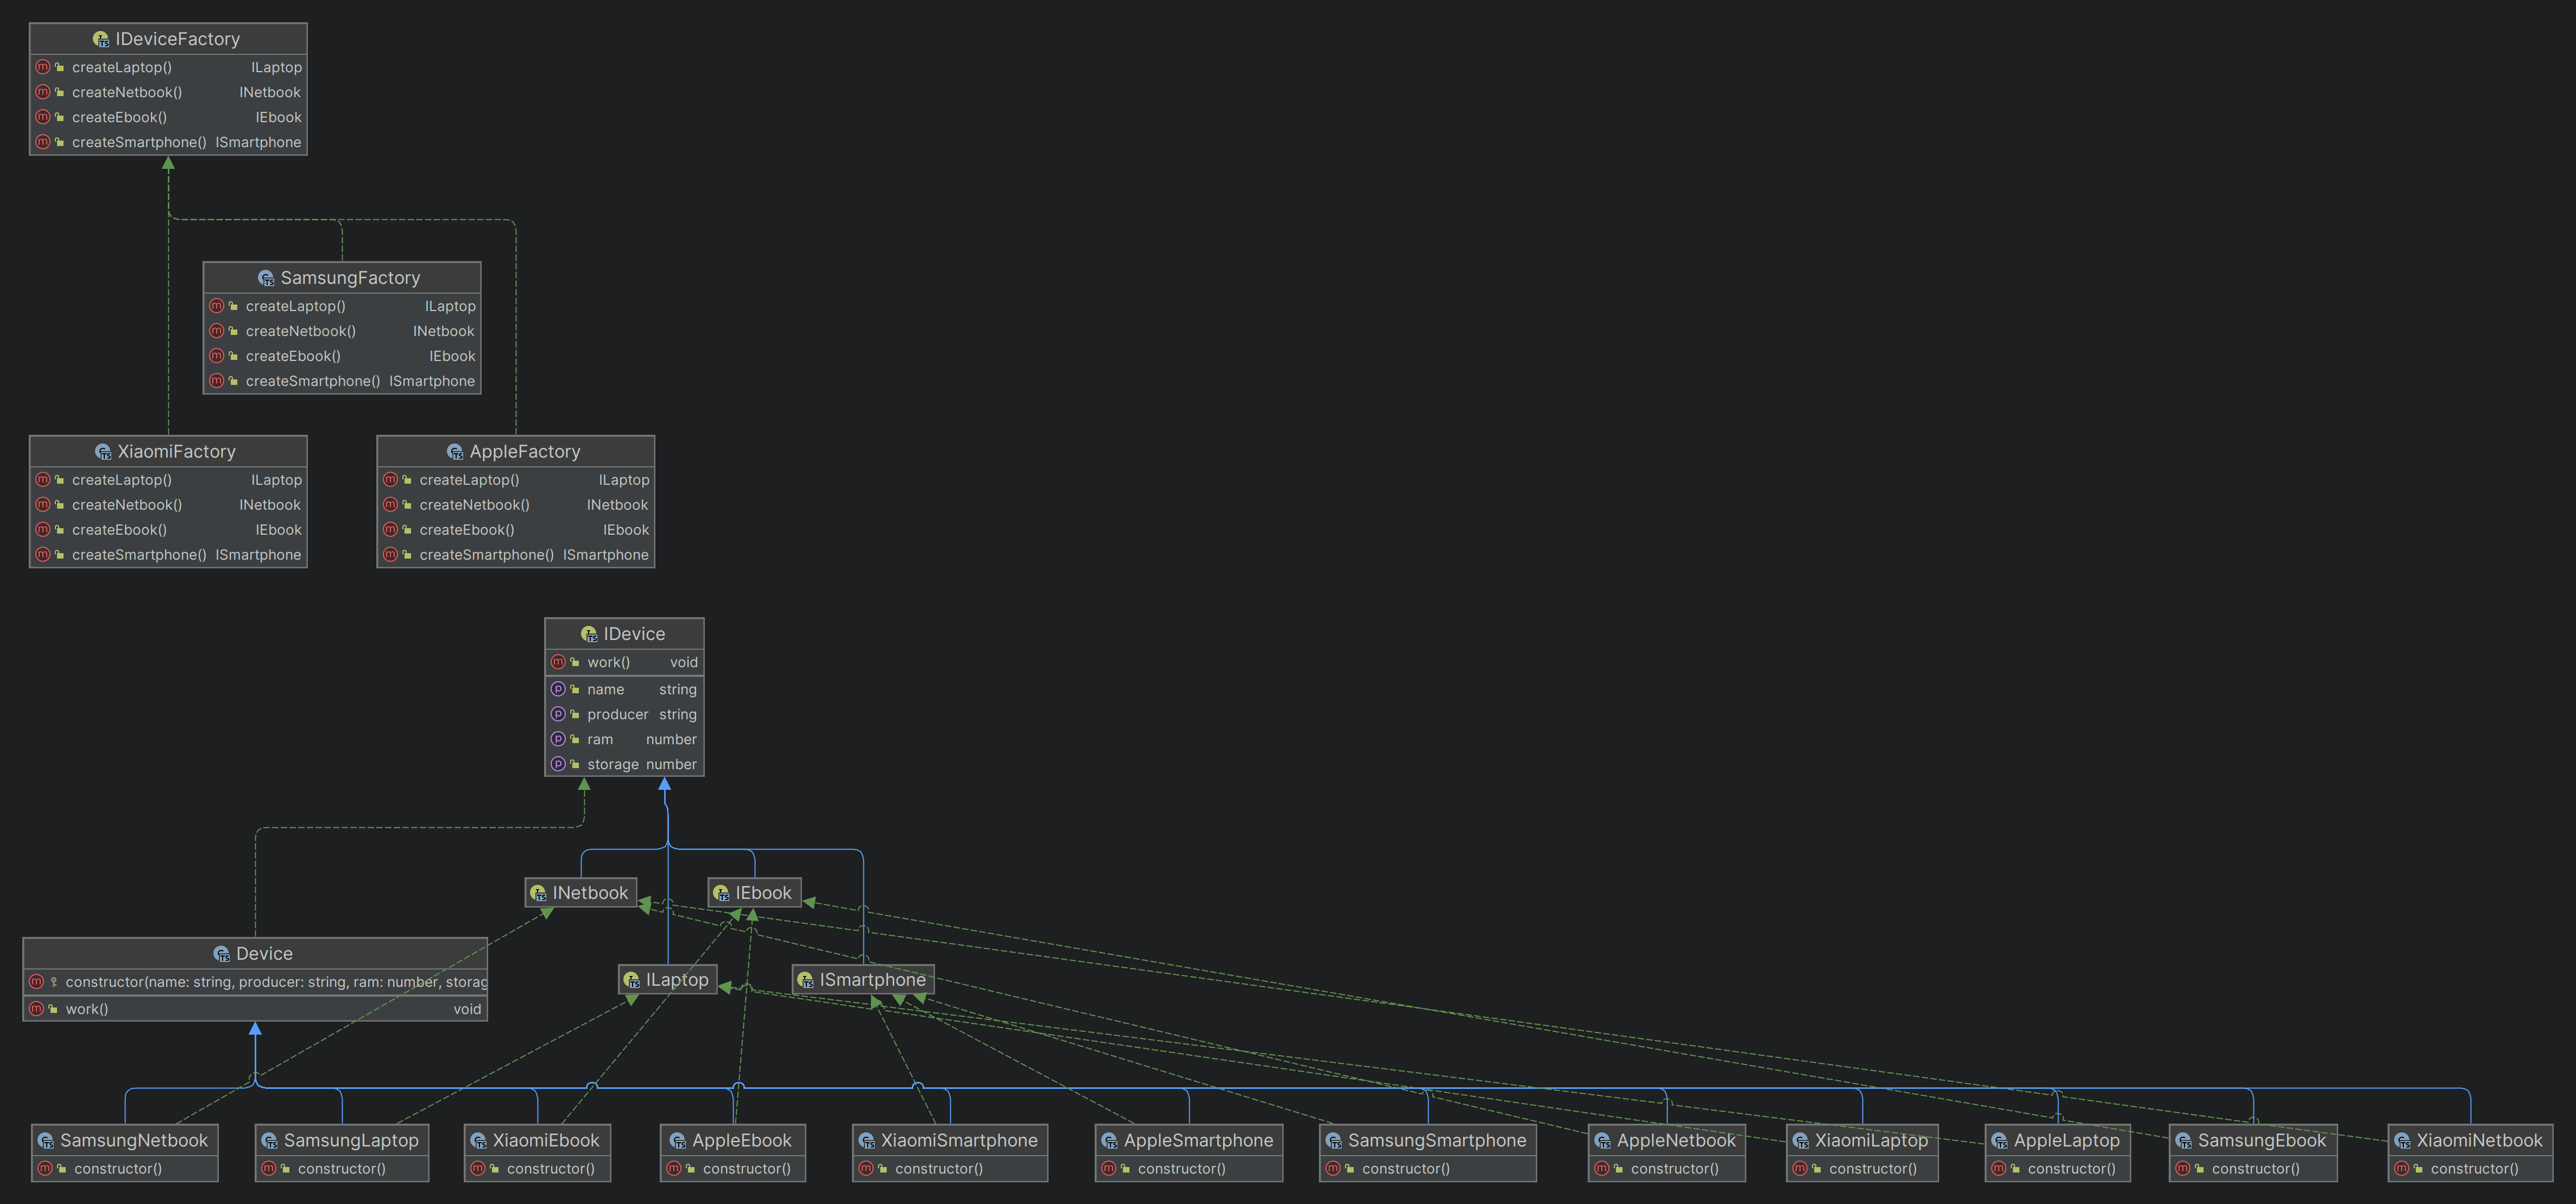 IDeviceFactory
createLaptop() ILaptop
createNetbook() INetbook
createEbook() IEbook
createSmartphone() ISmartphone
SamsungFactory
createLaptop() ILaptop
createNetbook() INetbook
createEbook() IEbook
createSmartphone() ISmartphone
XiaomiFactory
createLaptop() ILaptop
createNetbook() INetbook
createEbook() IEbook
createSmartphone() ISmartphone
AppleFactory
createLaptop() ILaptop
createNetbook() INetbook
createEbook() IEbook
createSmartphone() ISmartphone
IDevice
work() void
name string
producer string
ram number
storage number
INetbook
IEbook
Device
constructor(name: string, producer: string, ram: number, storag
work() void
ILaptop
ISmartphone
SamsungNetbook
constructor()
SamsungLaptop
constructor()
XiaomiEbook
constructor()
AppleEbook
constructor()
XiaomiSmartphone
constructor()
AppleSmartphone
constructor()
SamsungSmartphone
constructor()
AppleNetbook
constructor()
XiaomiLaptop
constructor()
AppleLaptop
constructor()
SamsungEbook
constructor()
XiaomiNetbook
constructor()